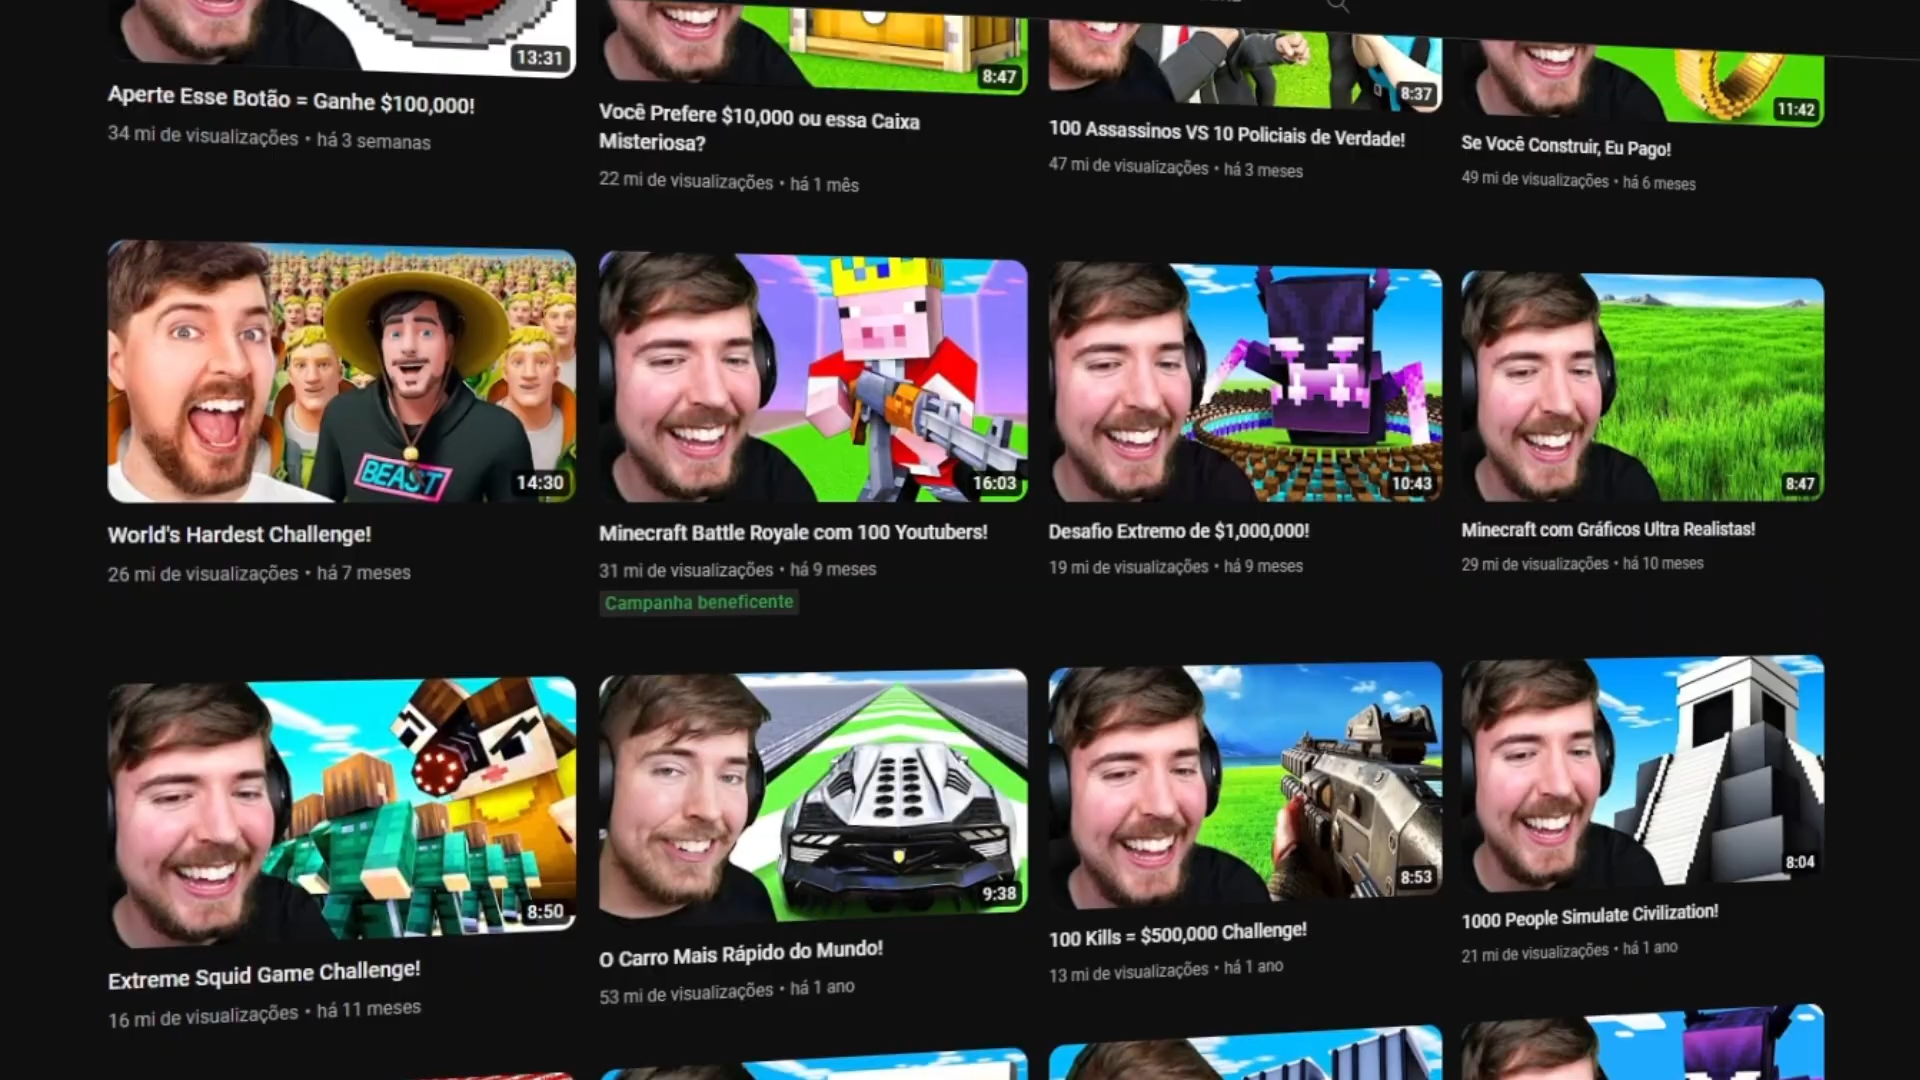 13:31
8:47
8:37
11:42
Aperte Esse Botão = Ganhe $100,000!
34 mi de visualizações • há 3 semanas
Você Prefere $10,000 ou essa Caixa
Misteriosa?
22 mi de visualizações • há 1 mês
100 Assassinos VS 10 Policiais de Verdade!
47 mi de visualizações • há 3 meses
Se Você Construir, Eu Pago!
49 mi de visualizações • há 6 meses
BEAST
14:30
16:03
10:43
8:47
World's Hardest Challenge!
26 mi de visualizações • há 7 meses
Minecraft Battle Royale com 100 Youtubers!
31 mi de visualizações • há 9 meses
Campanha beneficente
Desafio Extremo de $1,000,000!
19 mi de visualizações • há 9 meses
Minecraft com Gráficos Ultra Realistas!
29 mi de visualizações • há 10 meses
8:50
9:38
8:53
8:04
Extreme Squid Game Challenge!
16 mi de visualizações • há 11 meses
O Carro Mais Rápido do Mundo!
53 mi de visualizações • há 1 ano
100 Kills = $500,000 Challenge!
13 mi de visualizações • há 1 ano
1000 People Simulate Civilization!
21 mi de visualizações • há 1 ano